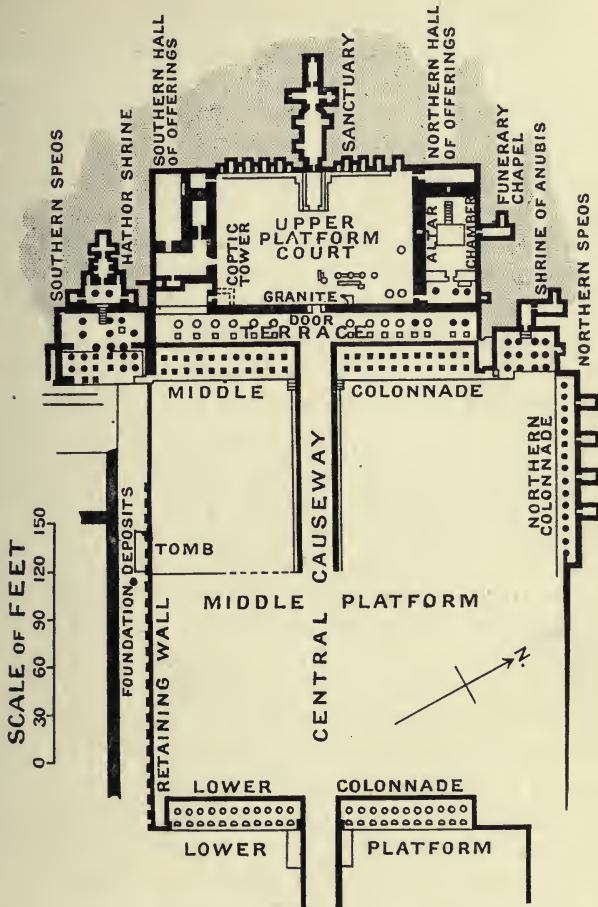 SOUTHERN SPEOS
HATHOR SHRINE
SOUTHERN HALL
OF OFFERINGS
SANCTUARY
NORTHERN HALL
OF OFFERINGS
FUNERARY
CHAPEL
SHRINE OF ANUBIS
NORTHERN SPEOS
UPPER
PLATFORM
COURT
COPTIC
TOWER
ALTAR
CHAMBER
GRANITE
DOOR
TERRACE
MIDDLE COLONNADE
NORTHERN
COLONNADE
CENTRAL CAUSEWAY
TOMB
FOUNDATION DEPOSITS
RETAINING WALL
MIDDLE PLATFORM
SCALE OF FEET
0 30 60 90 120 150
N.
LOWER COLONNADE
LOWER PLATFORM